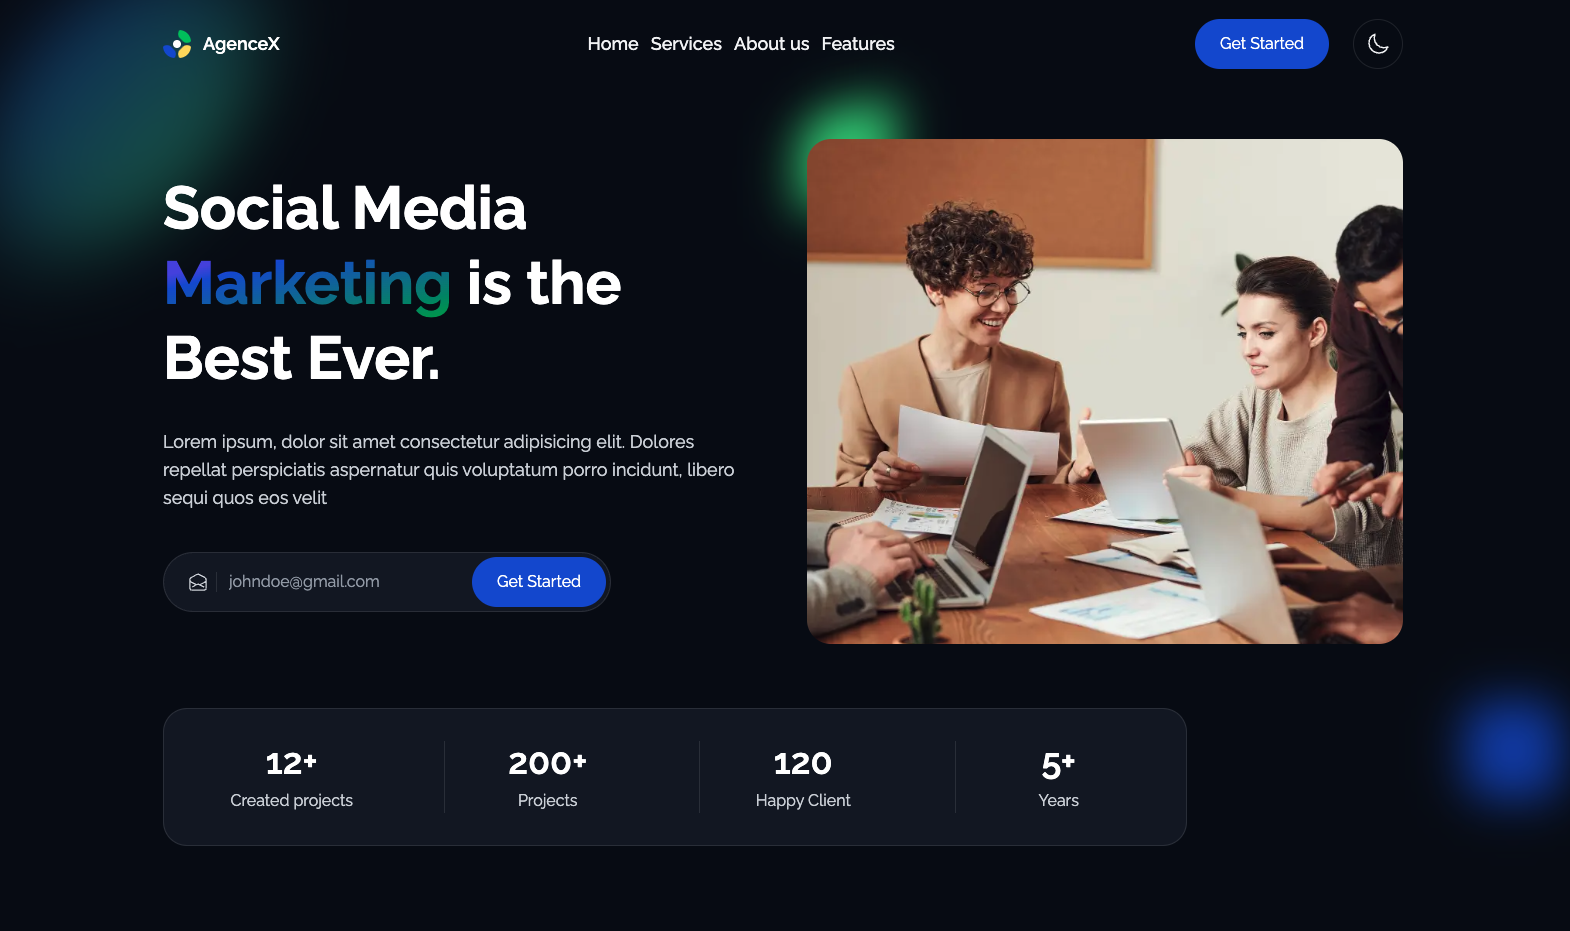 AgenceX
Home Services About us Features
Get Started
Social Media
Marketing is the
Best Ever.
Lorem ipsum, dolor sit amet consectetur adipisicing elit. Dolores
repellat perspiciatis aspernatur quis voluptatum porro incidunt, libero
sequi quos eos velit
johndoe@gmail.com
Get Started
12+
Created projects
200+
Projects
120
Happy Client
5+
Years